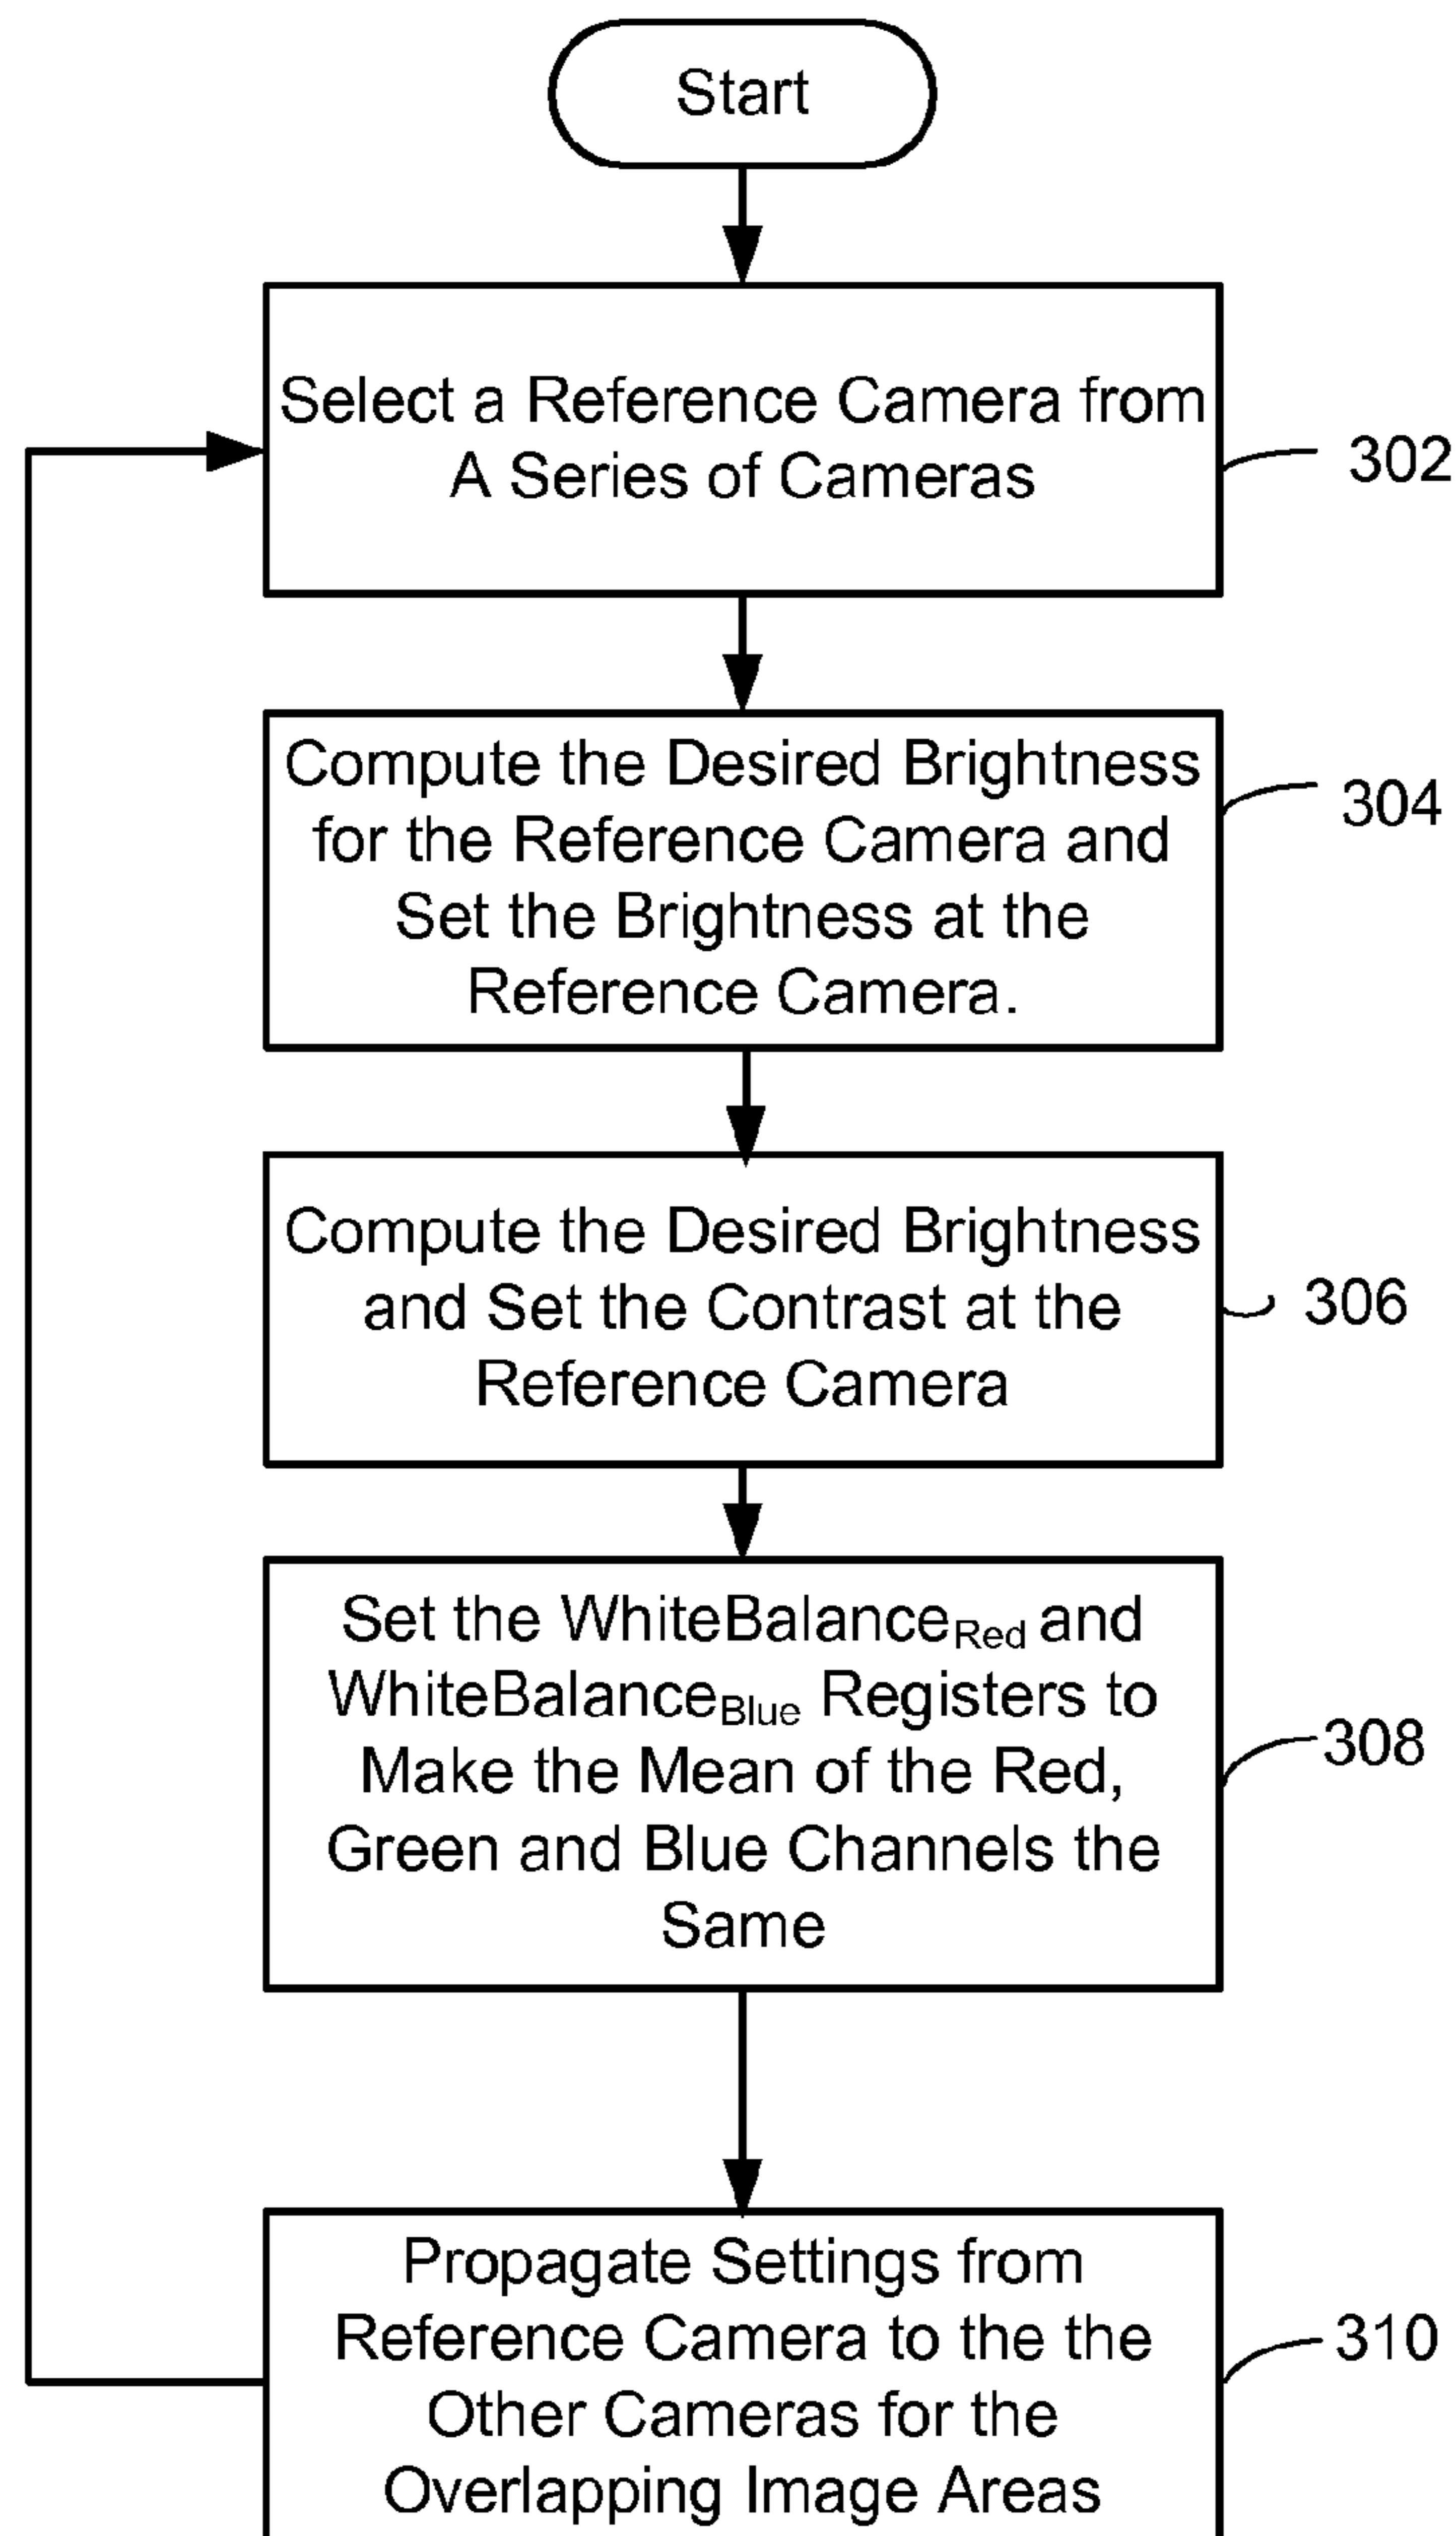 Start
Select a Reference Camera from
A Series of Cameras
302
Compute the Desired Brightness
for the Reference Camera and
Set the Brightness at the
Reference Camera.
304
Compute the Desired Brightness
and Set the Contrast at the
Reference Camera
306
Set the WhiteBalanceRed and
WhiteBalanceBlue Registers to
Make the Mean of the Red,
Green and Blue Channels the
Same
308
Propagate Settings from
Reference Camera to the the
Other Cameras for the
Overlapping Image Areas
310